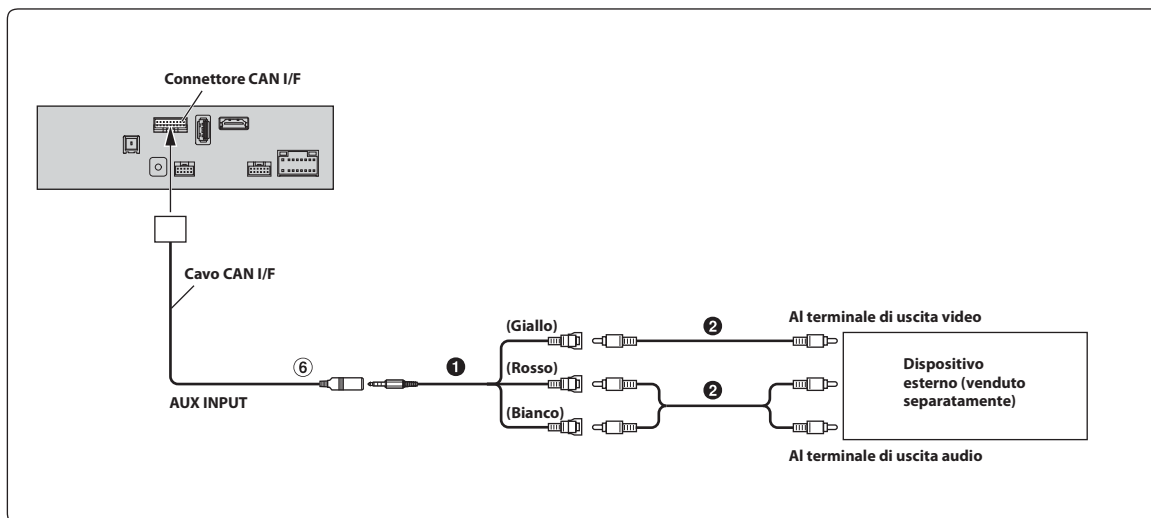 Connettore CAN I/F
Cavo CAN I/F
⑥
AUX INPUT
❶
(Giallo)
(Rosso)
(Bianco)
❷
❷
Al terminale di uscita video
Dispositivo
esterno (venduto
separatamente)
Al terminale di uscita audio